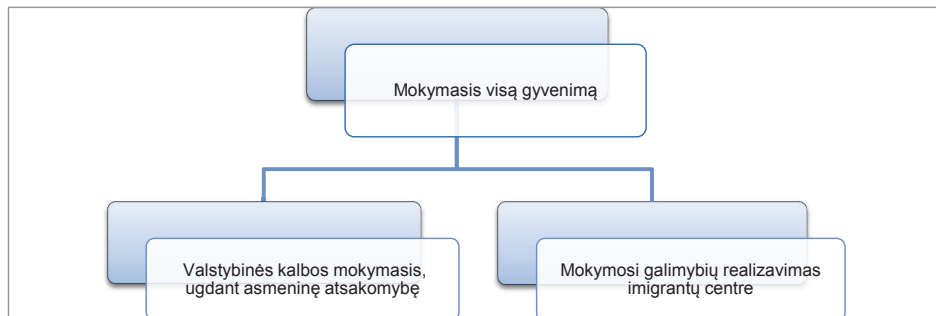 Mokymasis visą gyvenimą
Valstybinės kalbos mokymasis,
ugdant asmeninę atsakomybę
Mokymosi galimybių realizavimas
imigrantų centre